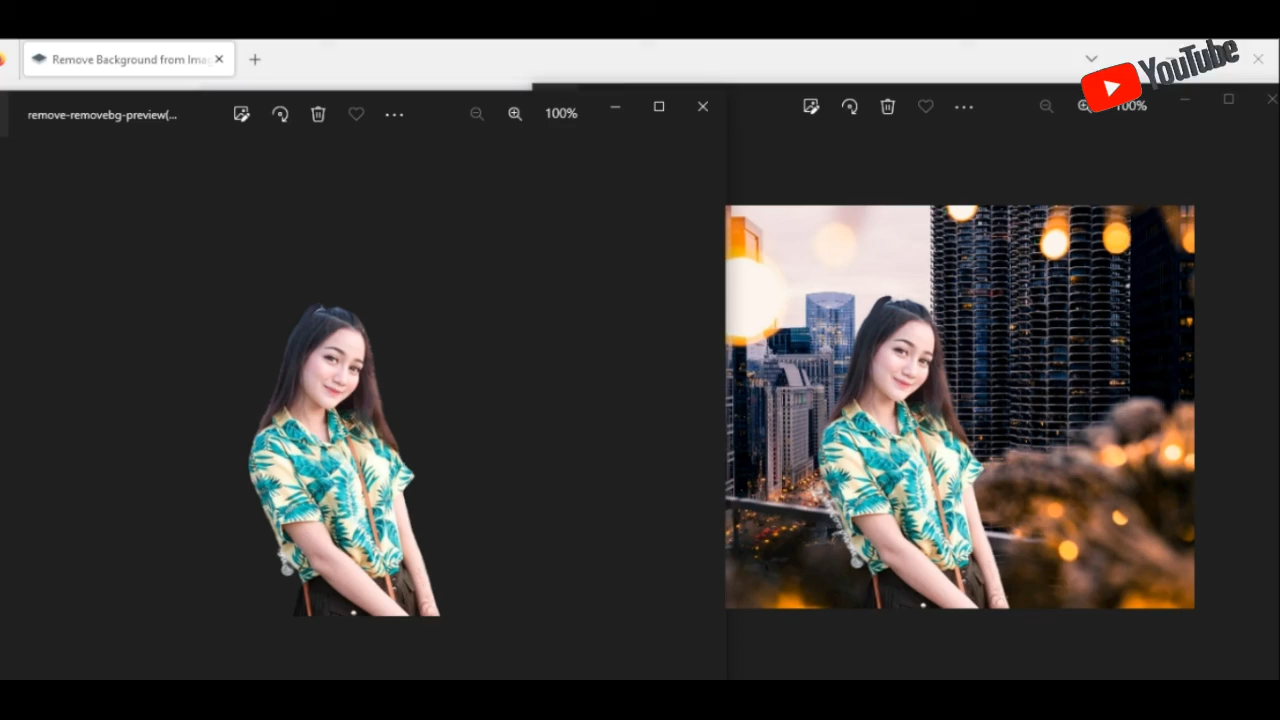 Remove Background from Ima
YouTube
remove-removebg-preview(...
100%
100%